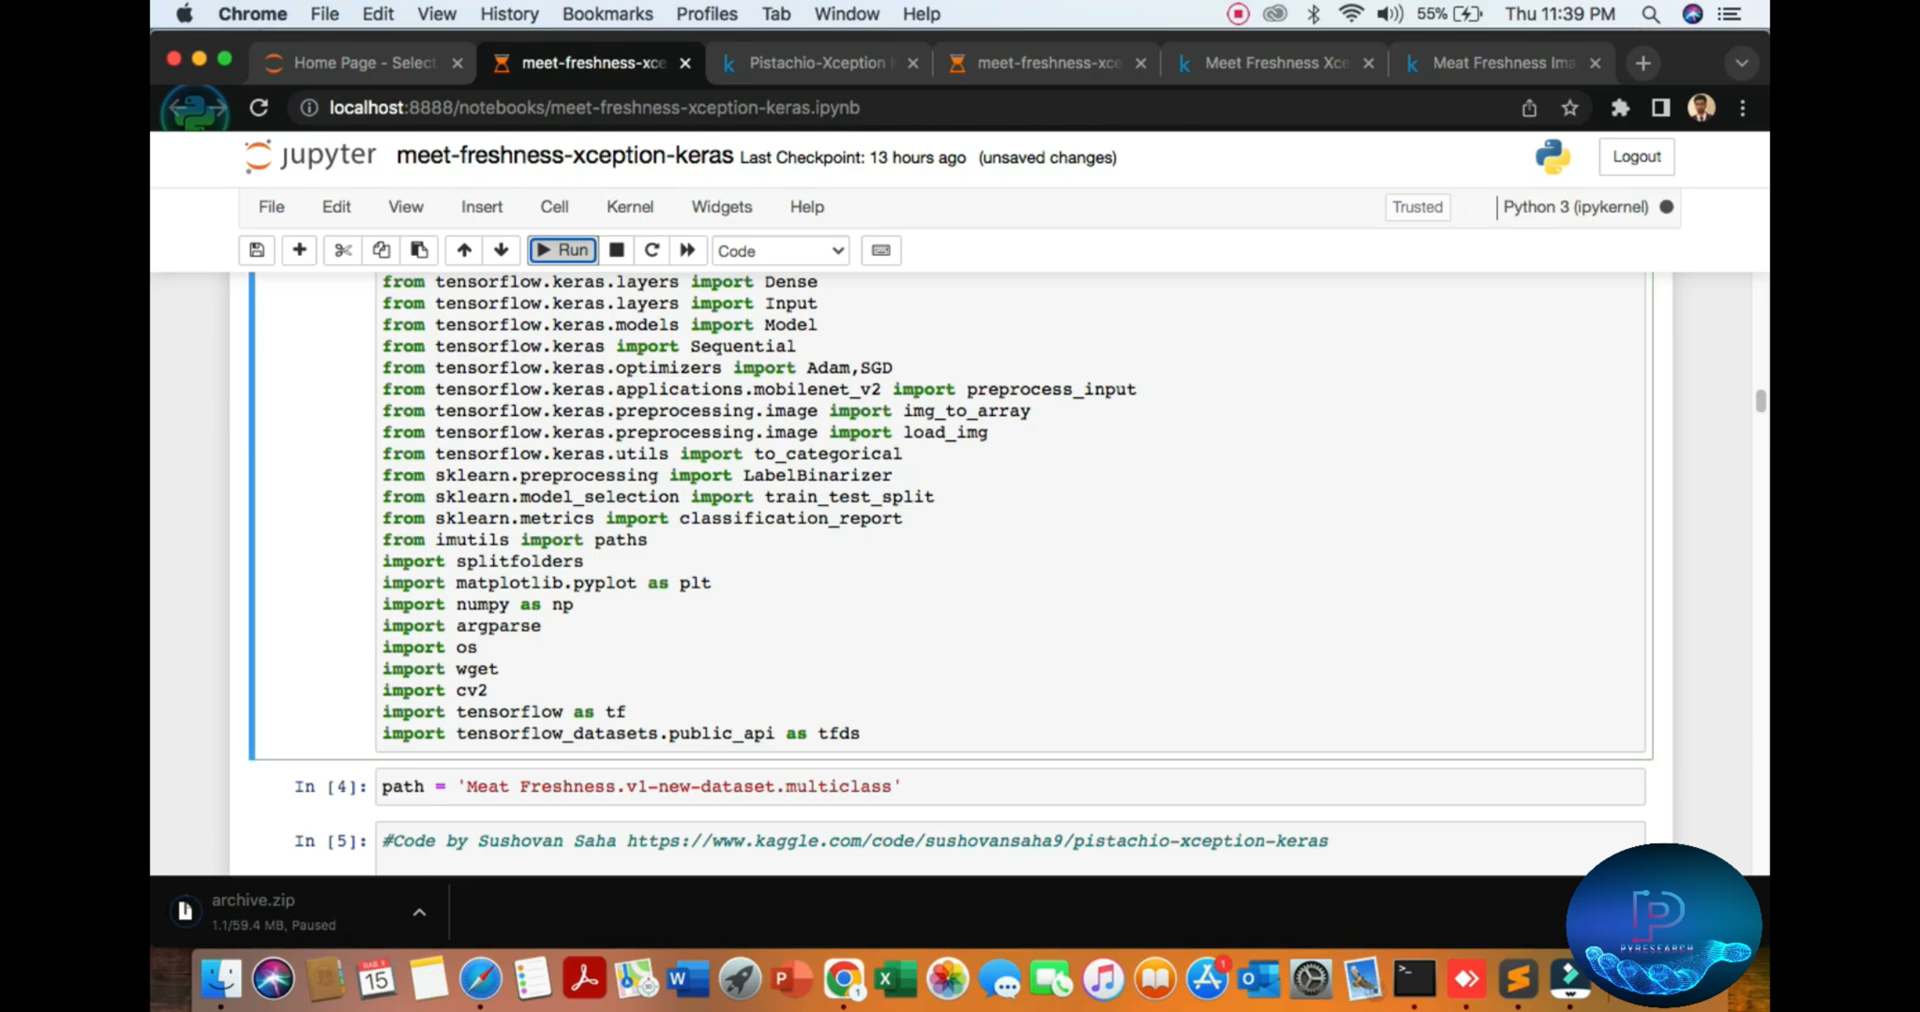 Chrome File Edit View History Bookmarks Profiles Tab Window Help 55% Thu 11:39 PM
Home Page - Select meet-freshness-xce Pistachio-Xception meet-freshness-xce Meet Freshness Xce Meat Freshness Ima
localhost:8888/notebooks/meet-freshness-xception-keras.ipynb
jupyter meet-freshness-xception-keras Last Checkpoint: 13 hours ago (unsaved changes) Logout
File Edit View Insert Cell Kernel Widgets Help Trusted Python 3 (ipykernel)
Run Code
from tensorflow.keras.layers import Dense
from tensorflow.keras.layers import Input
from tensorflow.keras.models import Model
from tensorflow.keras import Sequential
from tensorflow.keras.optimizers import Adam,SGD
from tensorflow.keras.applications.mobilenet_v2 import preprocess_input
from tensorflow.keras.preprocessing.image import img_to_array
from tensorflow.keras.preprocessing.image import load_img
from tensorflow.keras.utils import to_categorical
from sklearn.preprocessing import LabelBinarizer
from sklearn.model_selection import train_test_split
from sklearn.metrics import classification_report
from imutils import paths
import splitfolders
import matplotlib.pyplot as plt
import numpy as np
import argparse
import os
import wget
import cv2
import tensorflow as tf
import tensorflow_datasets.public_api as tfds
In [4]: path = 'Meat Freshness.v1-new-dataset.multiclass'
In [5]: #Code by Sushovan Saha https://www.kaggle.com/code/sushovansaha9/pistachio-xception-keras
archive.zip
1.1/59.4 MB, Paused
PYRESEARCH
15